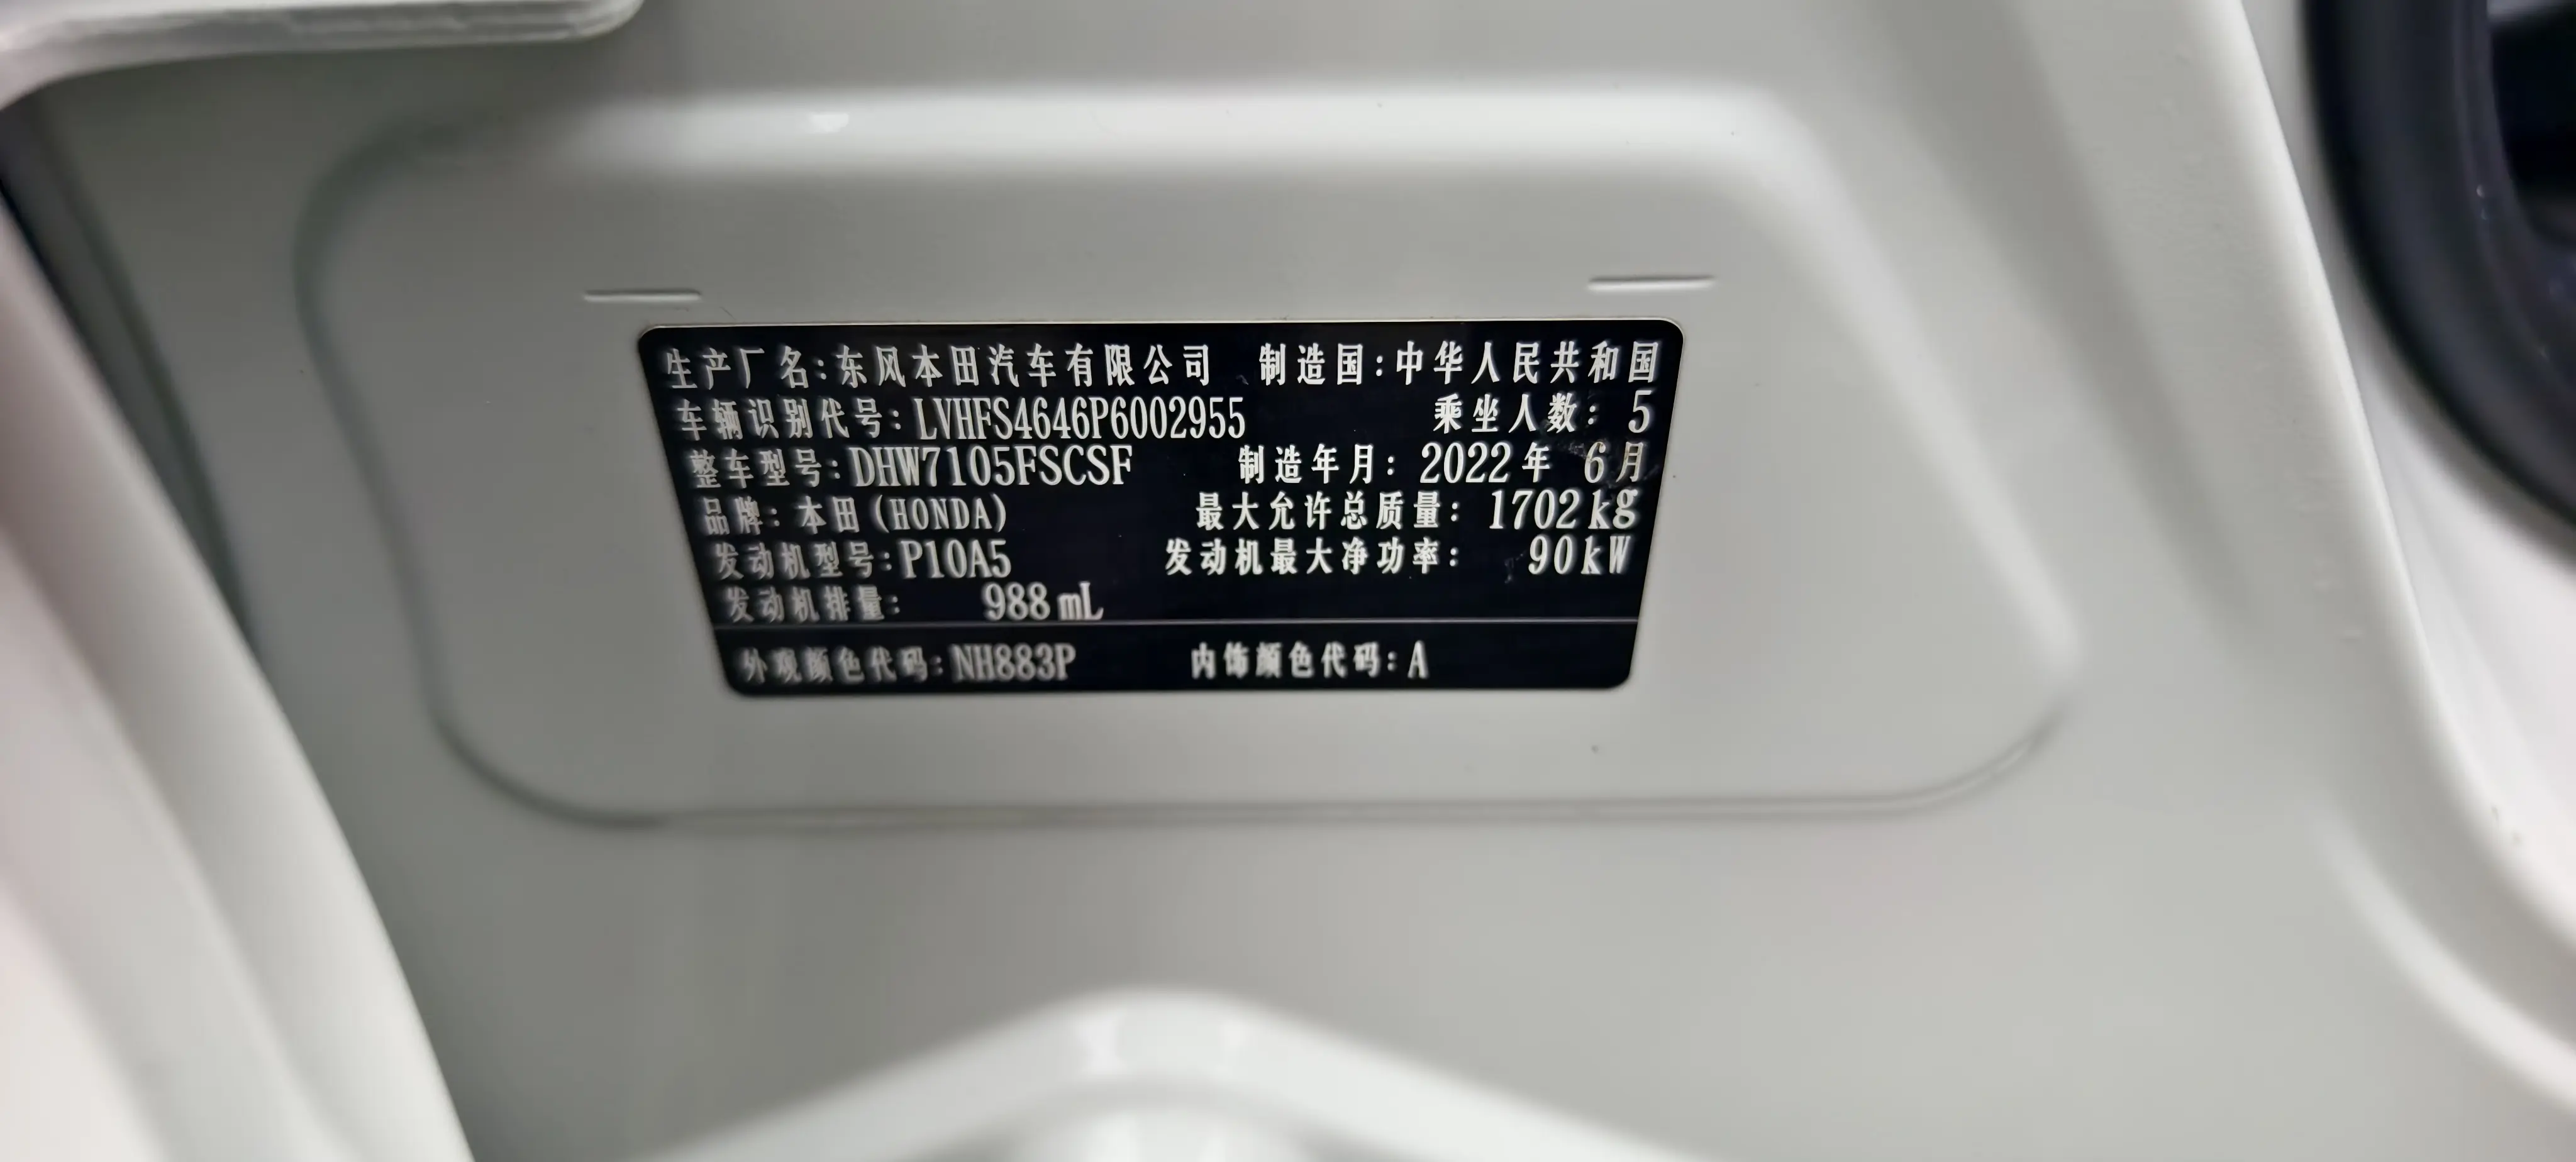 生产厂名:东风本田汽车有限公司 制造国:中华人民共和国
车辆识别代号:LVHFS4646P6002955 乘坐人数:5
整车型号:DHW7105FSCSF 制造年月:2022年 6月
品牌:本田(HONDA) 最大允许总质量:1702kg
发动机型号:P10A5 发动机最大净功率:90kW
发动机排量:988mL
外观颜色代码:NH883P 内饰颜色代码:A